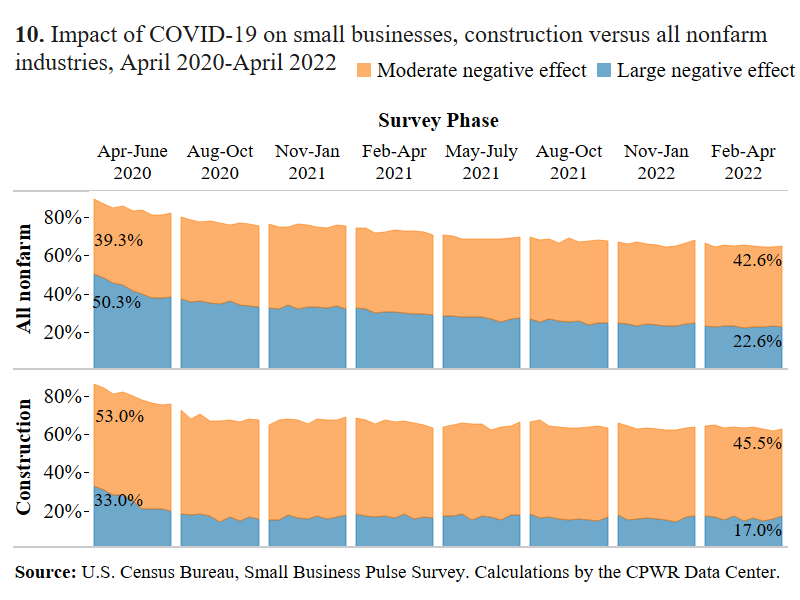 10. Impact of COVID-19 on small businesses, construction versus all nonfarm
industries, April 2020-April 2022
Moderate negative effect Large negative effect
Survey Phase
Apr-June Aug-Oct Nov-Jan Feb-Apr May-July Aug-Oct Nov-Jan Feb-Apr
2020 2020 2021 2021 2021 2021 2022 2022
All nonfarm
80%
60%
40%
20%
39.3%
50.3%
42.6%
22.6%
Construction
80%
60%
40%
20%
53.0%
33.0%
45.5%
17.0%
Source: U.S. Census Bureau, Small Business Pulse Survey. Calculations by the CPWR Data Center.